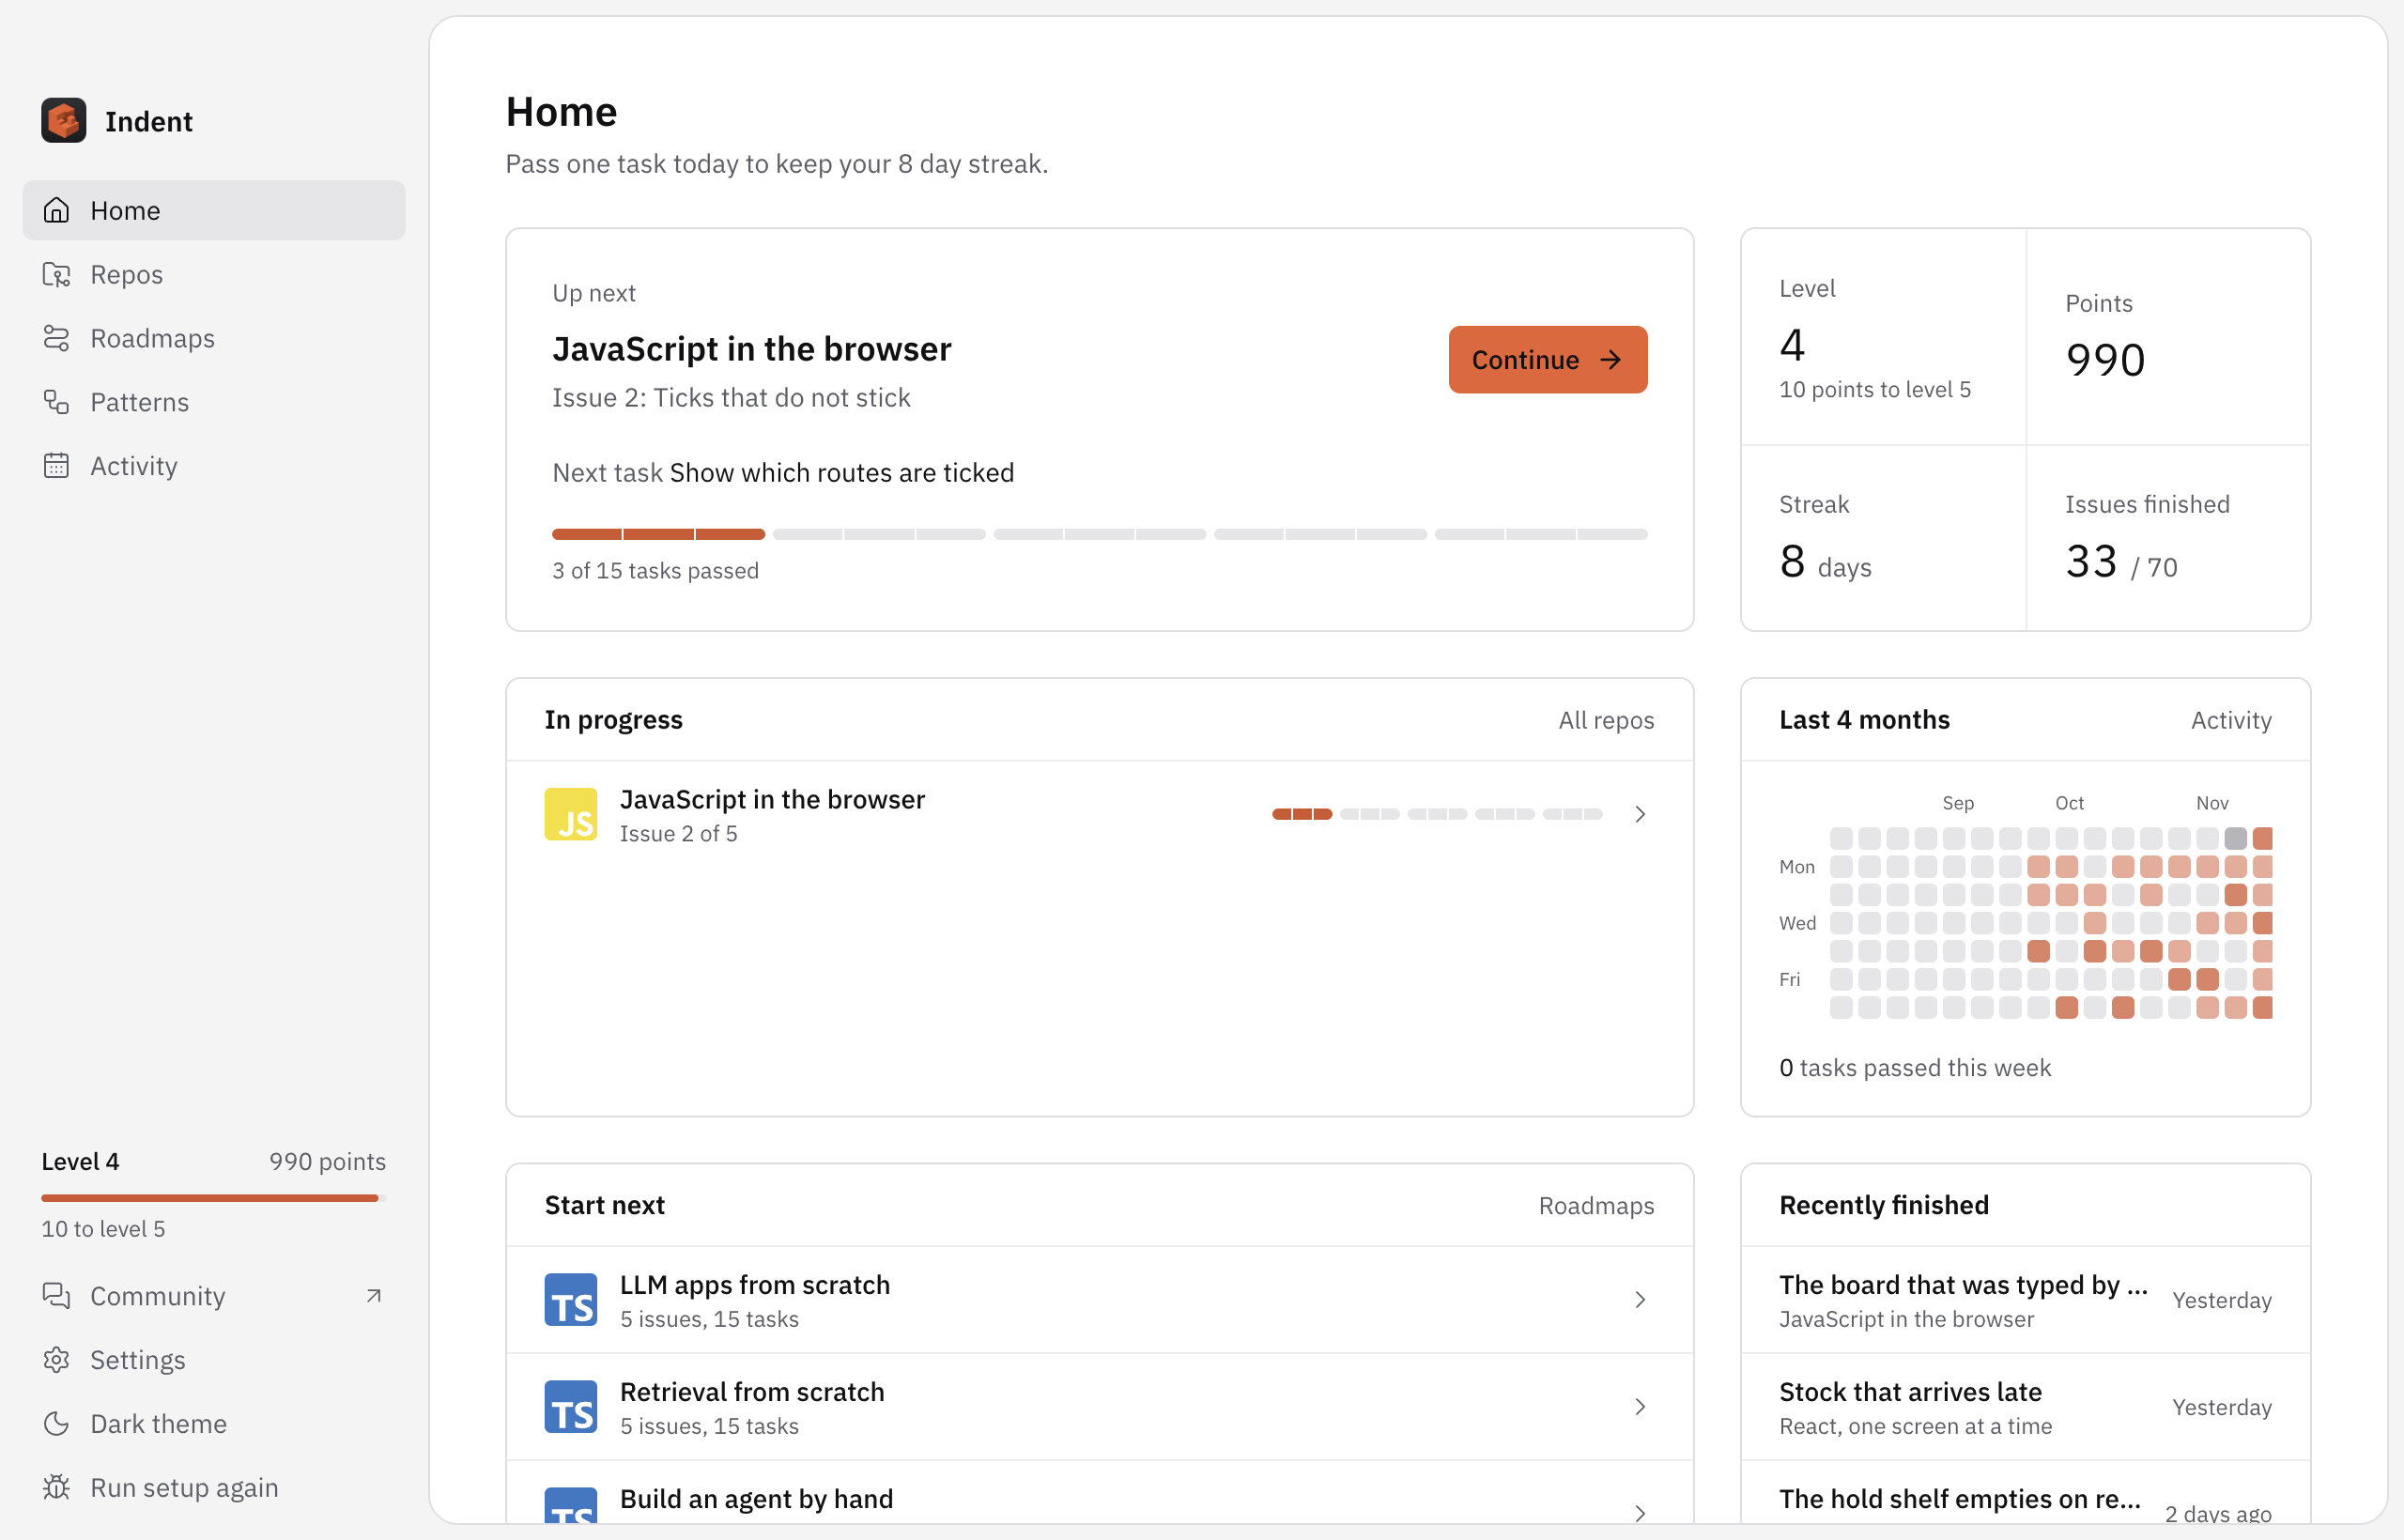 Indent
Home
Repos
Roadmaps
Patterns
Activity
Level 4
990 points
10 to level 5
Community
Settings
Dark theme
Run setup again
Home
Pass one task today to keep your 8 day streak.
Up next
JavaScript in the browser
Issue 2: Ticks that do not stick
Continue
Next task Show which routes are ticked
3 of 15 tasks passed
Level
4
10 points to level 5
Points
990
Streak
8 days
Issues finished
33 / 70
In progress
All repos
JS
JavaScript in the browser
Issue 2 of 5
Last 4 months
Activity
Sep Oct Nov
Mon
Wed
Fri
0 tasks passed this week
Start next
Roadmaps
TS
LLM apps from scratch
5 issues, 15 tasks
TS
Retrieval from scratch
5 issues, 15 tasks
TS
Build an agent by hand
Recently finished
The board that was typed by ...
JavaScript in the browser
Yesterday
Stock that arrives late
React, one screen at a time
Yesterday
The hold shelf empties on re...
2 days ago